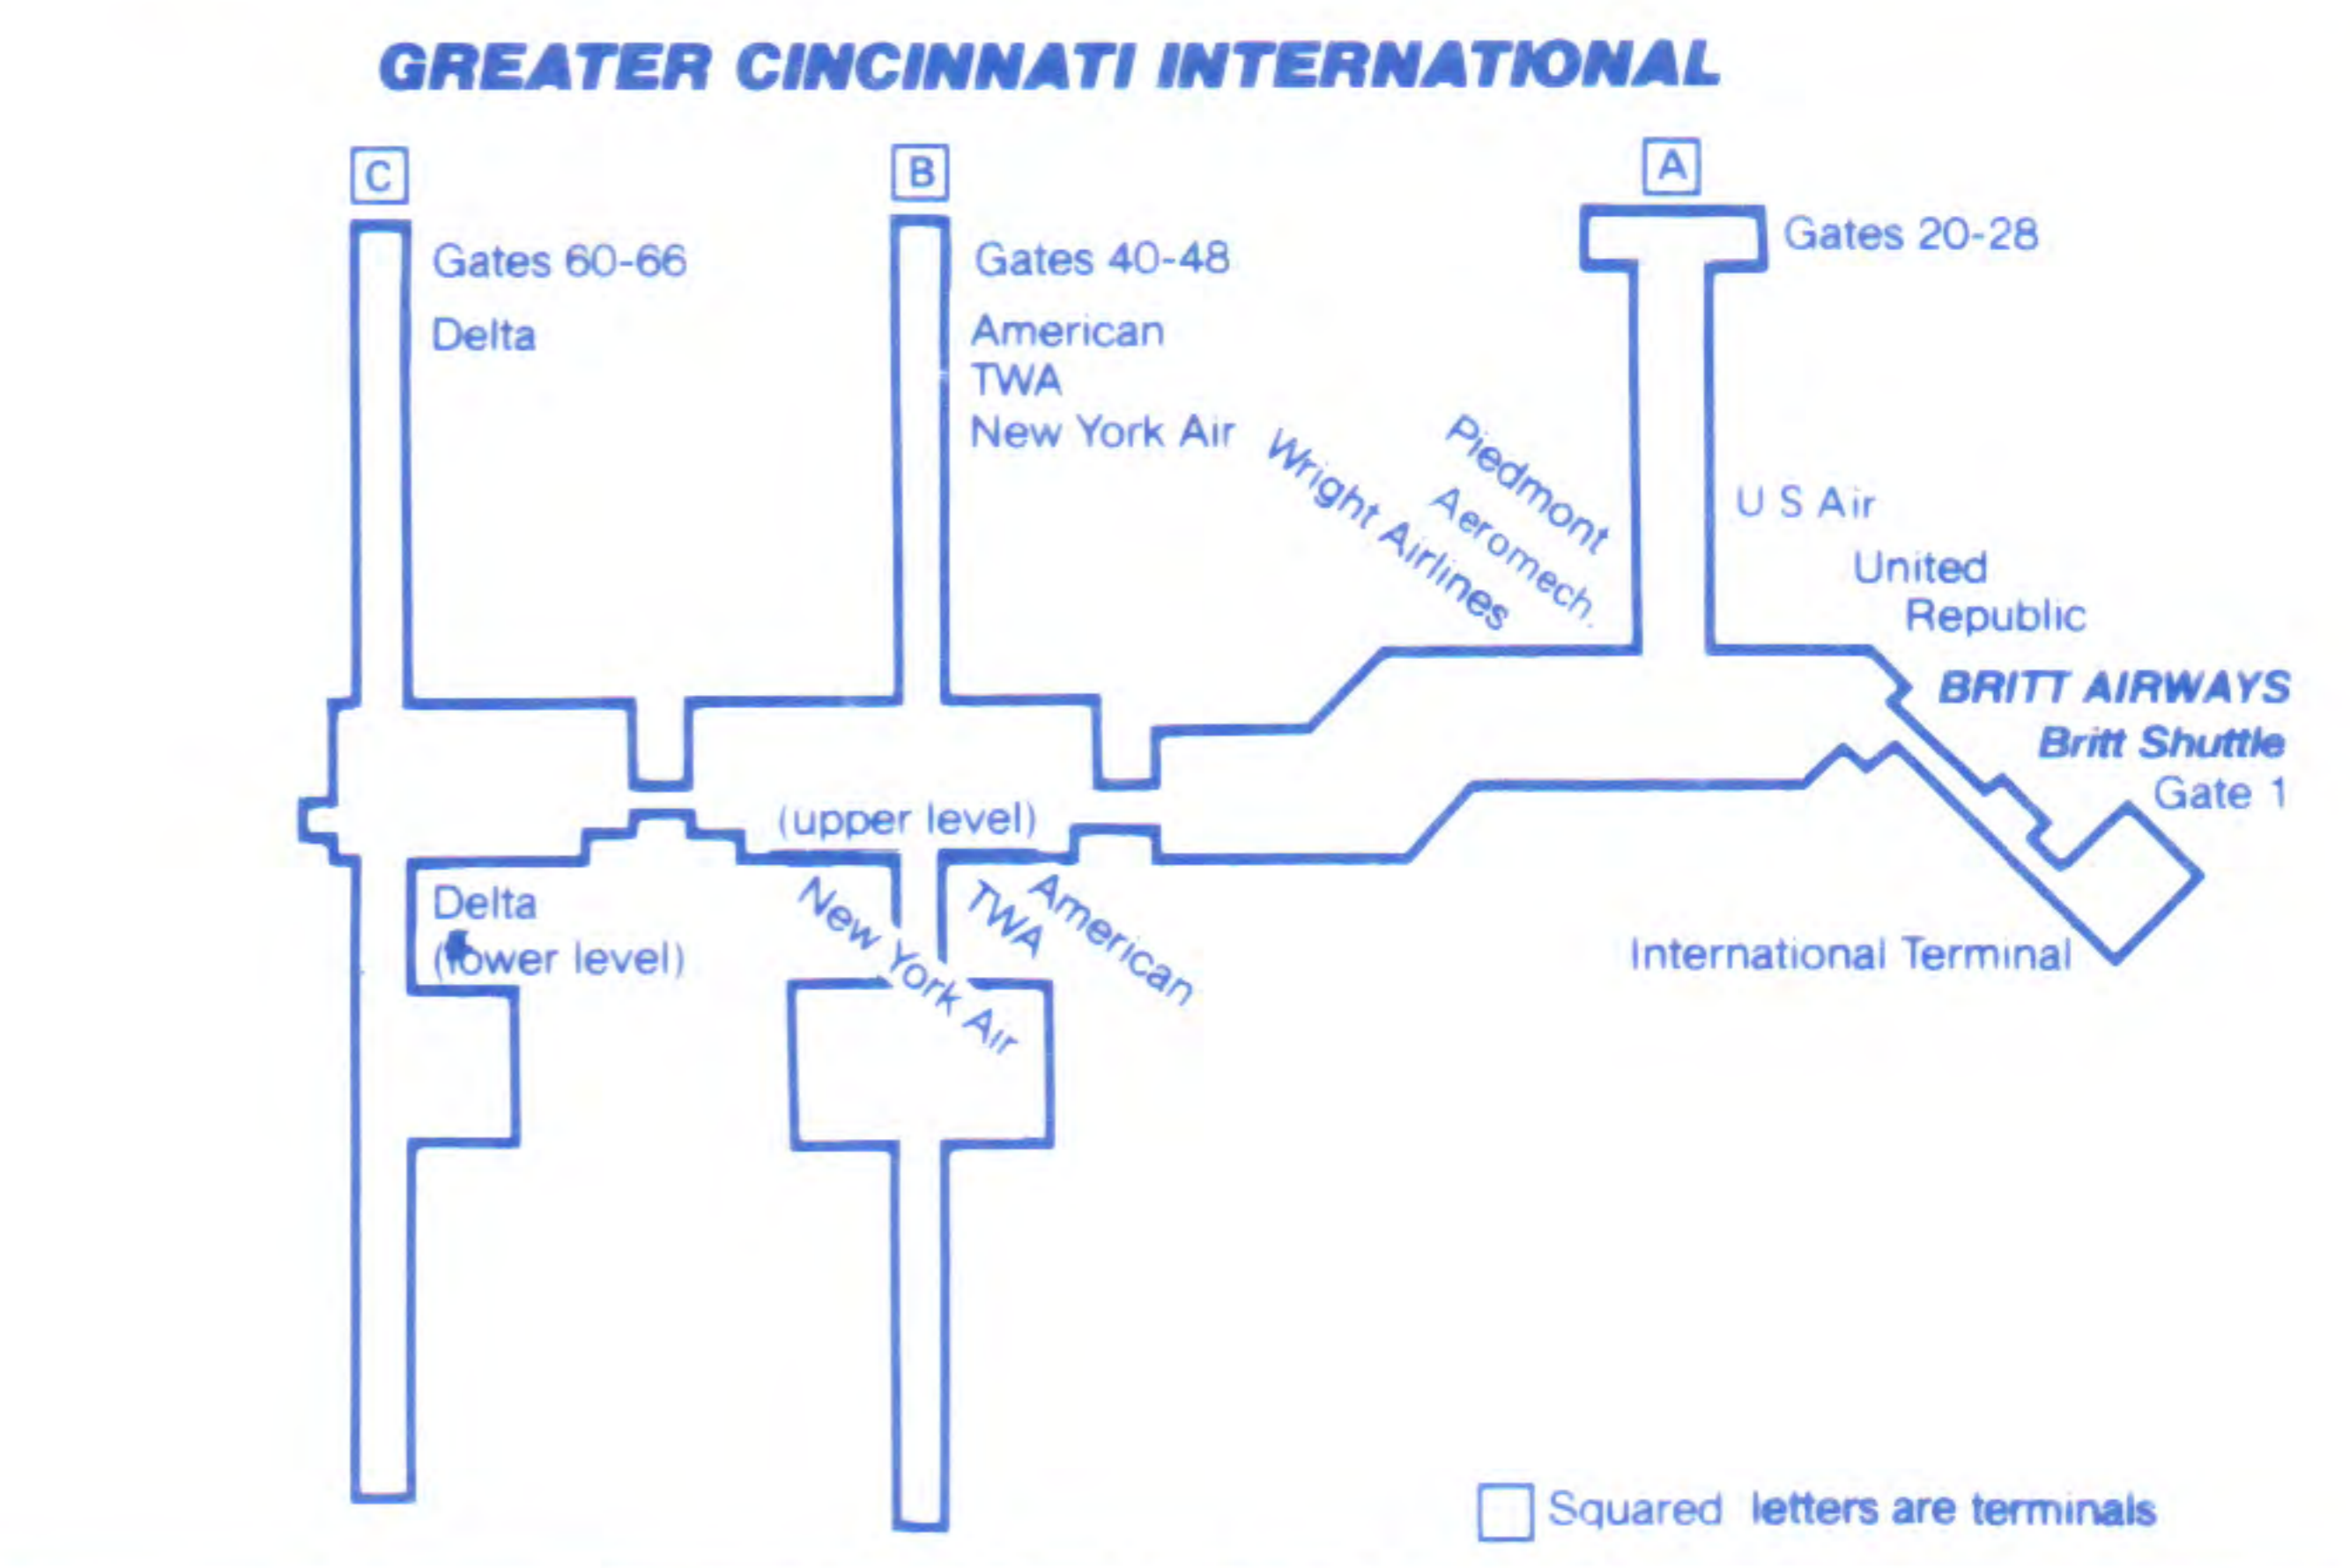 GREATER CINCINNATI INTERNATIONAL
C
B
A
Gates 60-66
Delta
Gates 40-48
American
TWA
New York Air
Gates 20-28
Wright Airlines
Aeromech.
Piedmont
U S Air
United
Republic
BRITT AIRWAYS
Britt Shuttle
Gate 1
(upper level)
Delta
(lower level)
New York Air
TWA
American
International Terminal
Squared letters are terminals